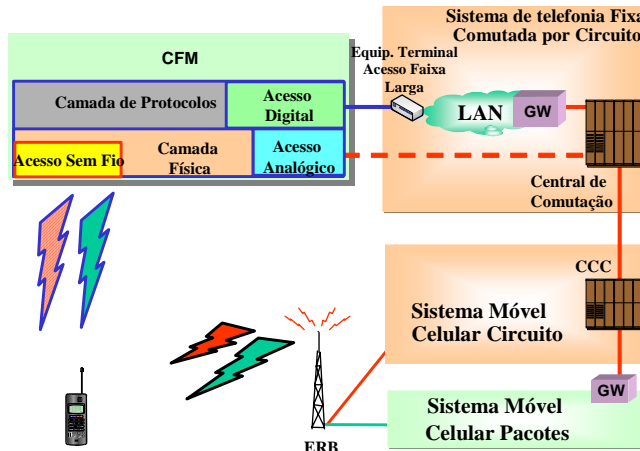 Sistema de telefonia Fixa
Comutada por Circuito
CFM
Equip. Terminal
Acesso Faixa
Larga
Camada de Protocolos
Acesso
Digital
LAN
GW
Acesso Sem Fio
Camada
Física
Acesso
Analógico
Central de
Comutação
CCC
Sistema Móvel
Celular Circuito
GW
Sistema Móvel
Celular Pacotes
ERB